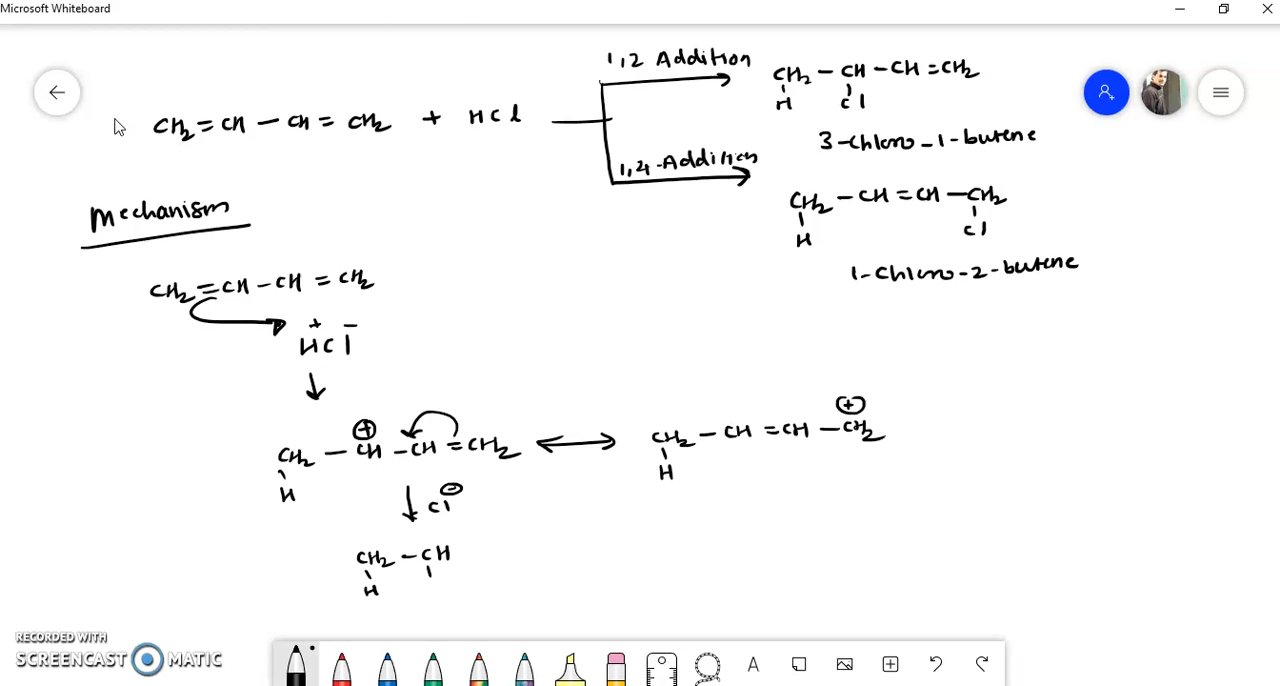 Microsoft Whiteboard
1,2 Addition
CH₂ – CH – CH = CH₂
H Cl
3-chloro-1-butene
CH₂ = CH – CH = CH₂ + HCl
1,4-Addition
CH₂ – CH = CH – CH₂
H Cl
1-chloro-2-butene
Mechanism
CH₂ = CH – CH = CH₂
+ –
HCl
CH₂ – CH – CH = CH₂ ⟷ CH₂ – CH = CH – CH₂
⊕ ⊕
H H
Cl⊖
CH₂ – CH
H
RECORDED WITH
SCREENCAST MATIC
A